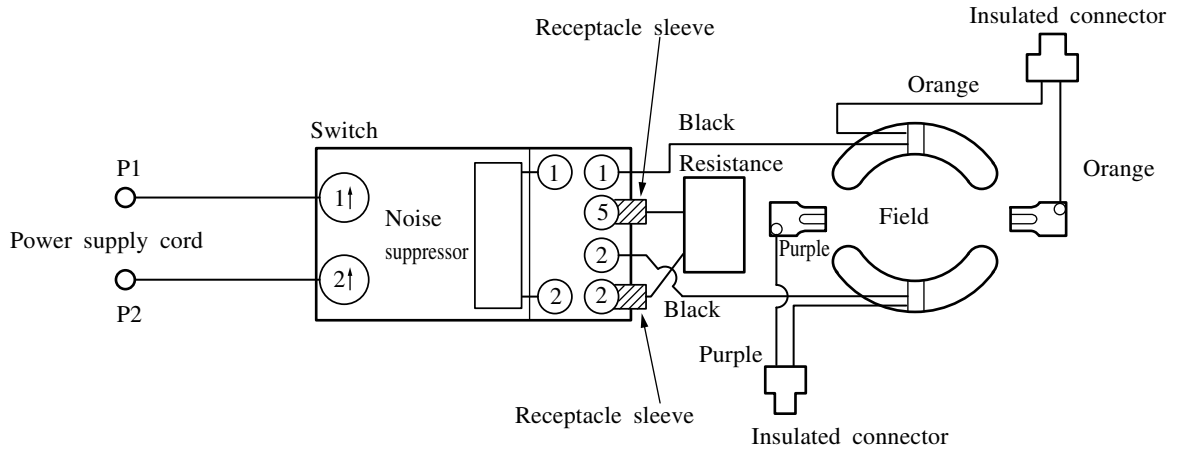 Insulated connector
Receptacle sleeve
Orange
Black
Switch
Resistance
P1
1↑
Noise
suppressor
1
1
5
2
2
2
Orange
Field
Purple
Power supply cord
2↑
P2
Black
Purple
Receptacle sleeve
Insulated connector